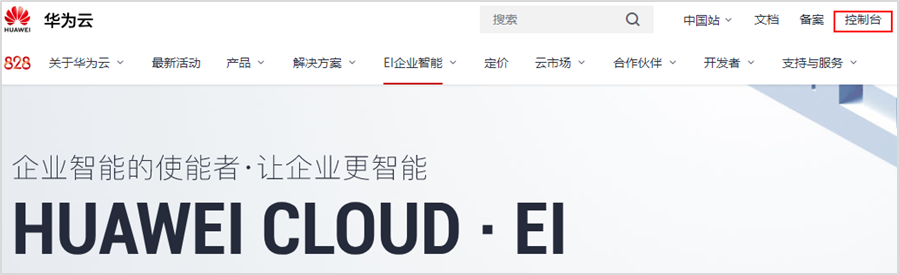 HUAWEI 华为云 搜索 中国站 文档 备案 控制台
828 关于华为云 最新活动 产品 解决方案 EI企业智能 定价 云市场 合作伙伴 开发者 支持与服务
企业智能的使能者·让企业更智能
HUAWEI CLOUD · EI